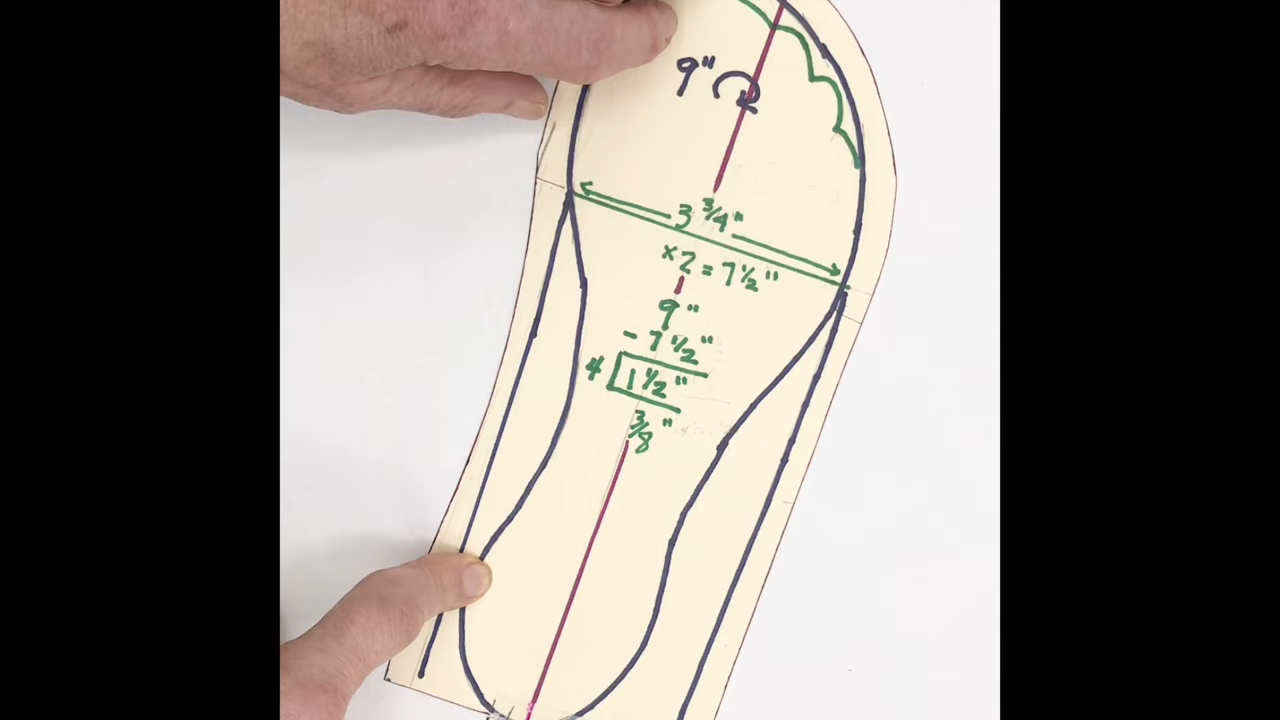 9"
3 3/4"
x2 = 7 1/2"
9"
- 7 1/2"
4 1 1/2"
3/8"